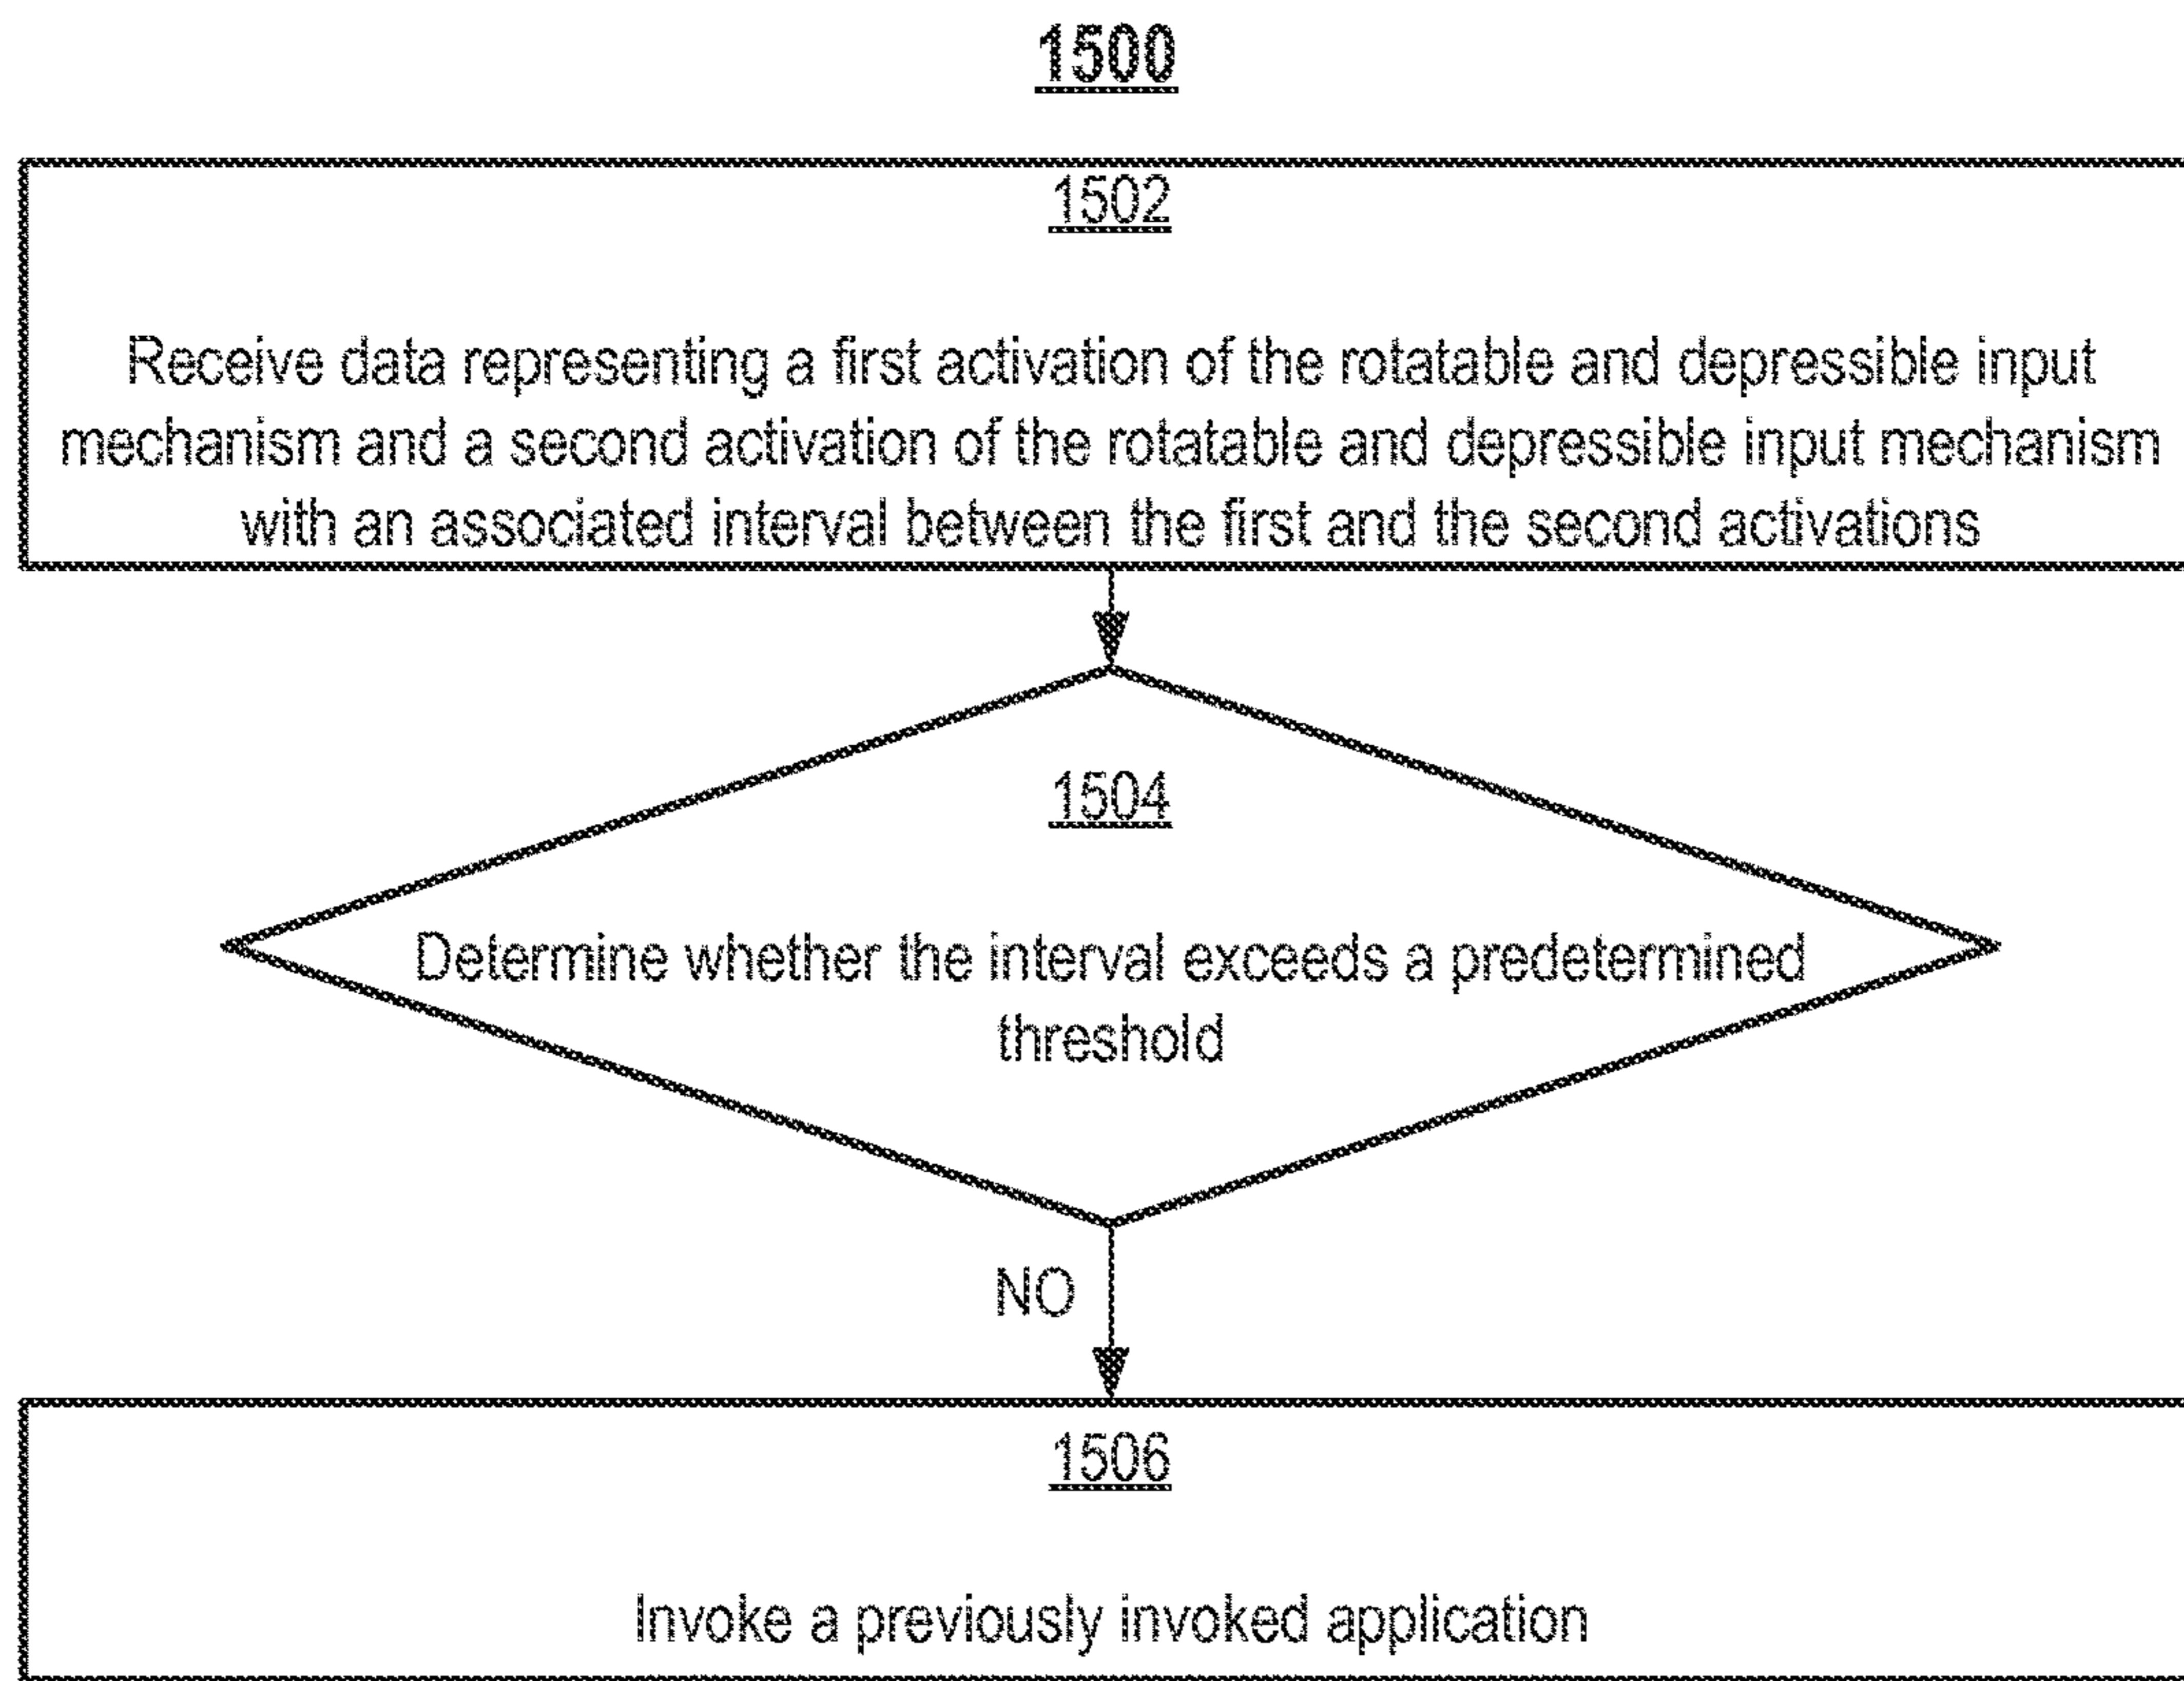 1500
1502
Receive data representing a first activation of the rotatable and depressible input
mechanism and a second activation of the rotatable and depressible input mechanism
with an associated interval between the first and the second activations
1504
Determine whether the interval exceeds a predetermined
threshold
NO
1506
Invoke a previously invoked application